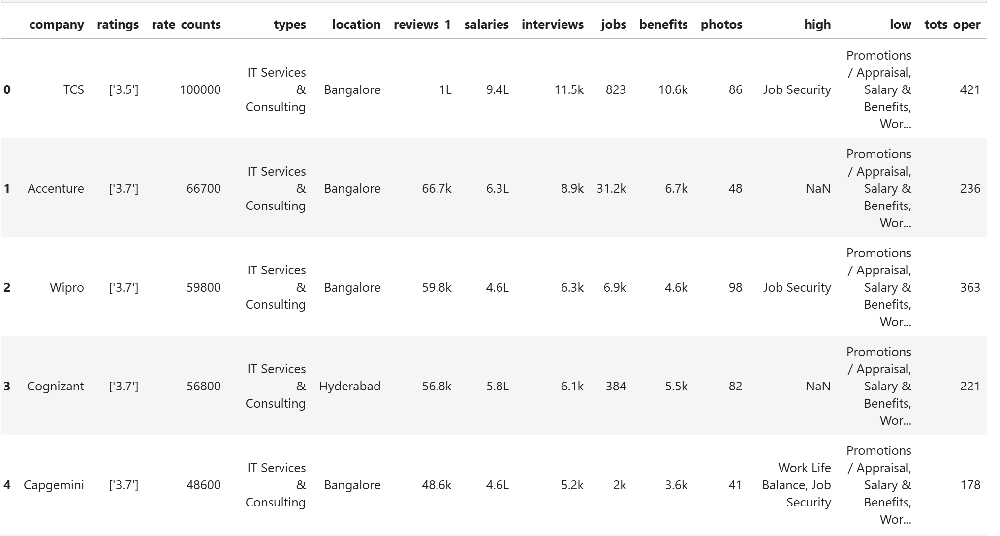 company ratings rate_counts types location reviews_1 salaries interviews jobs benefits photos high low tots_oper
0 TCS ['3.5'] 100000 IT Services & Consulting Bangalore 1L 9.4L 11.5k 823 10.6k 86 Job Security Promotions / Appraisal, Salary & Benefits, Wor... 421
1 Accenture ['3.7'] 66700 IT Services & Consulting Bangalore 66.7k 6.3L 8.9k 31.2k 6.7k 48 NaN Promotions / Appraisal, Salary & Benefits, Wor... 236
2 Wipro ['3.7'] 59800 IT Services & Consulting Bangalore 59.8k 4.6L 6.3k 6.9k 4.6k 98 Job Security Promotions / Appraisal, Salary & Benefits, Wor... 363
3 Cognizant ['3.7'] 56800 IT Services & Consulting Hyderabad 56.8k 5.8L 6.1k 384 5.5k 82 NaN Promotions / Appraisal, Salary & Benefits, Wor... 221
4 Capgemini ['3.7'] 48600 IT Services & Consulting Bangalore 48.6k 4.6L 5.2k 2k 3.6k 41 Work Life Balance, Job Security Promotions / Appraisal, Salary & Benefits, Wor... 178